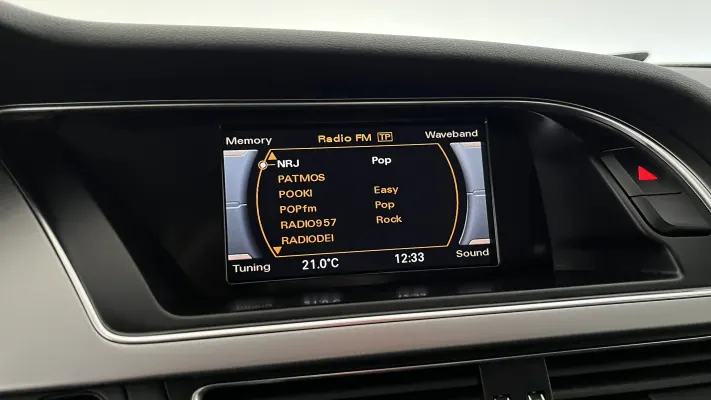 Memory Radio FM TP Waveband
NRJ Pop
PATMOS
POOKI Easy
POPfm Pop
RADIO957 Rock
RADIODEI
Tuning 21.0°C 12:33 Sound